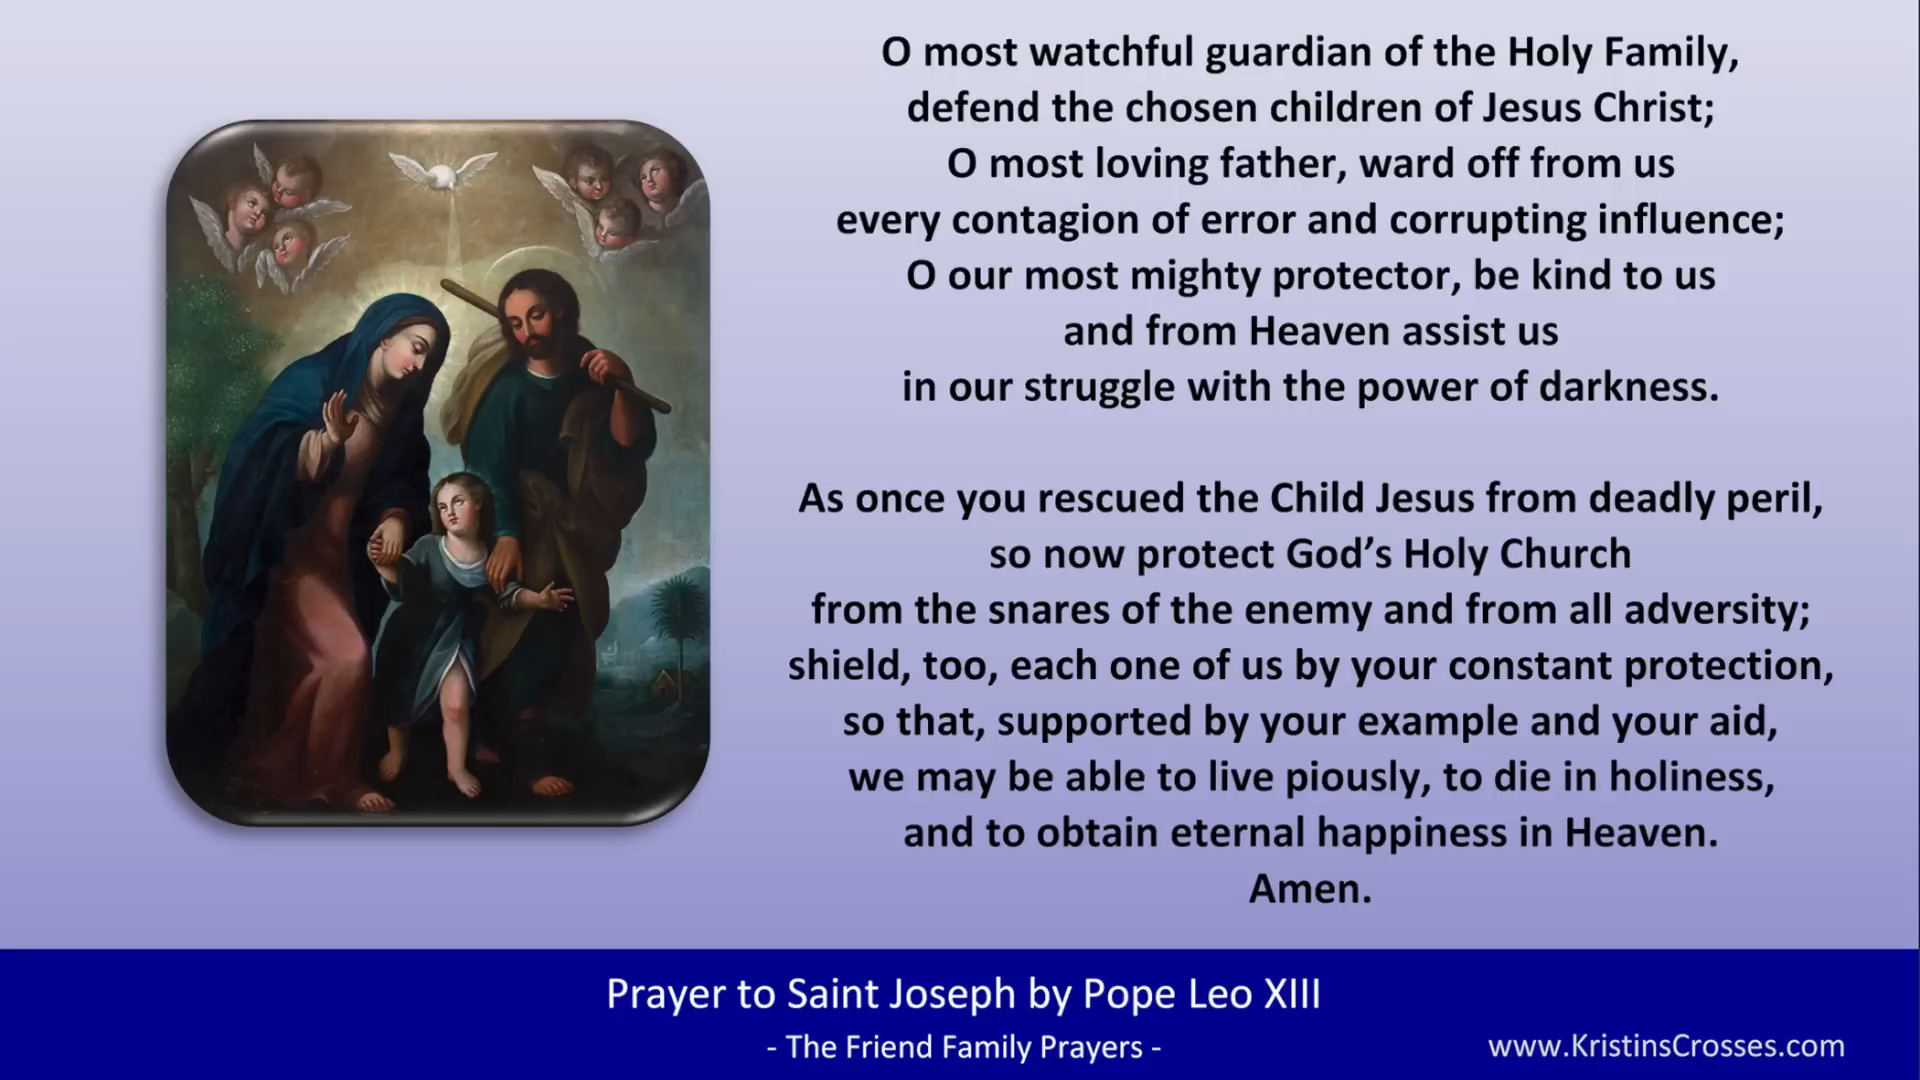 O most watchful guardian of the Holy Family,
defend the chosen children of Jesus Christ;
O most loving father, ward off from us
every contagion of error and corrupting influence;
O our most mighty protector, be kind to us
and from Heaven assist us
in our struggle with the power of darkness.
As once you rescued the Child Jesus from deadly peril,
so now protect God’s Holy Church
from the snares of the enemy and from all adversity;
shield, too, each one of us by your constant protection,
so that, supported by your example and your aid,
we may be able to live piously, to die in holiness,
and to obtain eternal happiness in Heaven.
Amen.
Prayer to Saint Joseph by Pope Leo XIII
- The Friend Family Prayers -
www.KristinsCrosses.com